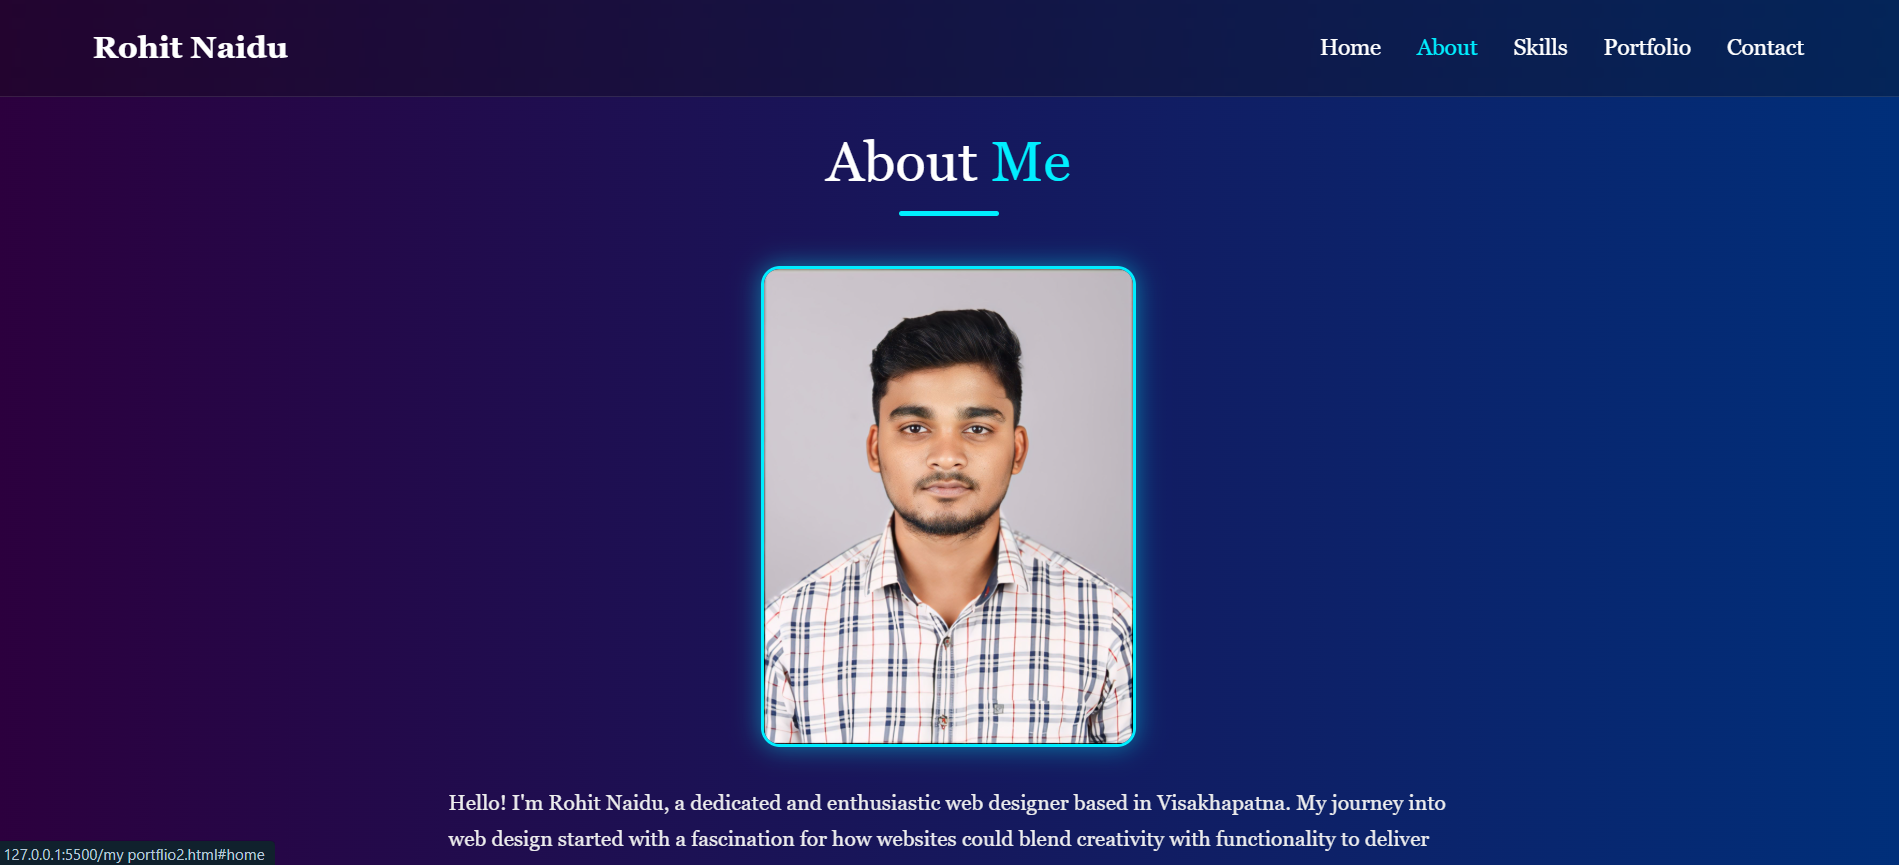 Rohit Naidu
Home About Skills Portfolio Contact
About Me
Hello! I'm Rohit Naidu, a dedicated and enthusiastic web designer based in Visakhapatna. My journey into
web design started with a fascination for how websites could blend creativity with functionality to deliver
127.0.0.1:5500/my portflio2.html#home